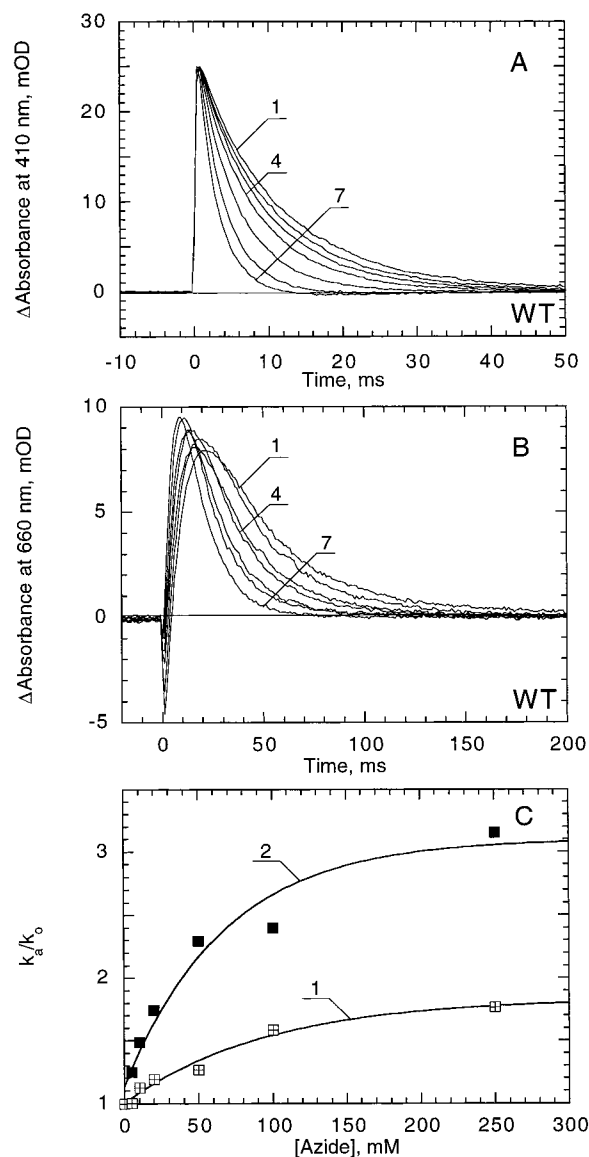 A
ΔAbsorbance at 410 nm, mOD
30
20
10
0
1
4
7
WT
-10 0 10 20 30 40 50
Time, ms
B
ΔAbsorbance at 660 nm, mOD
10
5
0
-5
1
4
7
WT
0 50 100 150 200
Time, ms
C
kₐ/kₒ
3
2
1
2
1
0 50 100 150 200 250 300
[Azide], mM